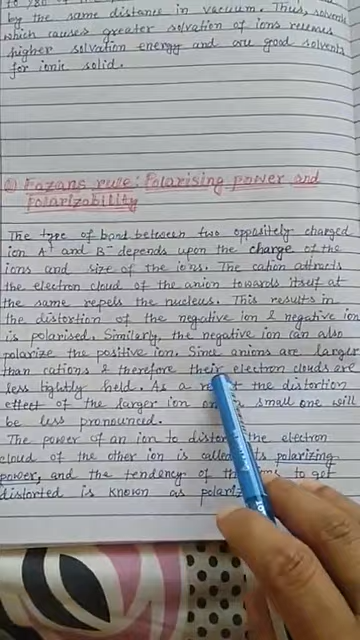 by the same distance in vacuum. Thus, solvents
which causes greater solvation of ions releases
higher solvation energy and are good solvents
for ionic solid.
Fazans rule: Polarising power and
polarizability
The type of bond between two oppositely charged
ion A⁺ and B⁻ depends upon the charge of the
ions and size of the ions. The cation attracts
the electron cloud of the anion towards itself at
the same repels the nucleus. This results in
the distortion of the negative ion & negative ion
is polarised. Similarly, the negative ion can also
polarize the positive ion. Since anions are larger
than cations & therefore their electron clouds are
less tightly held. As a the distortion
effect of the larger ion small one will
be less pronounced.
The power of an ion to distort the electron
cloud of the other ion is called its polarizing
power, and the tendency of to get
distorted is known as